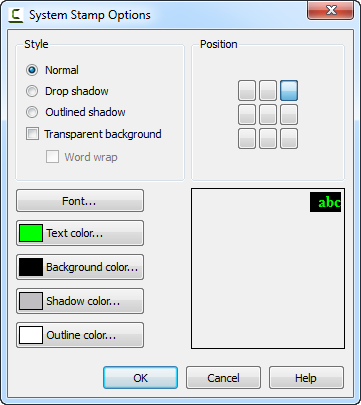 System Stamp Options
Style
Normal
Drop shadow
Outlined shadow
Transparent background
Word wrap
Position
Font...
Text color...
Background color...
Shadow color...
Outline color...
abc
OK
Cancel
Help